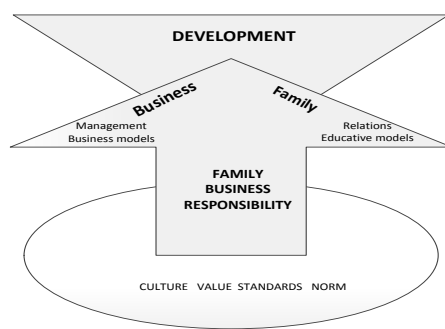 DEVELOPMENT
Business
Family
Management
Business models
Relations
Educative models
FAMILY
BUSINESS
RESPONSIBILITY
CULTURE VALUE STANDARDS NORM